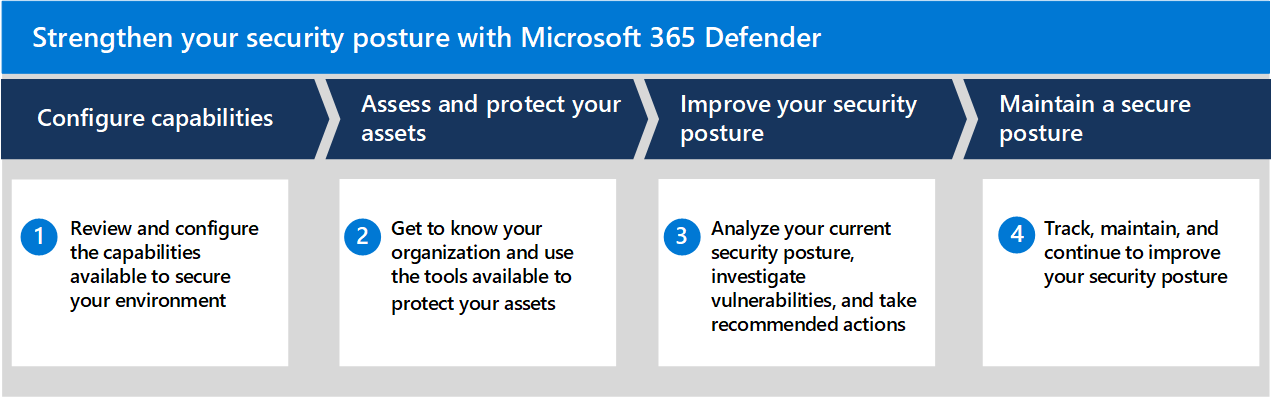 Strengthen your security posture with Microsoft 365 Defender
Configure capabilities
Assess and protect your
assets
Improve your security
posture
Maintain a secure
posture
1
Review and configure
the capabilities
available to secure
your environment
2
Get to know your
organization and use
the tools available to
protect your assets
3
Analyze your current
security posture,
investigate
vulnerabilities, and take
recommended actions
4
Track, maintain, and
continue to improve
your security posture